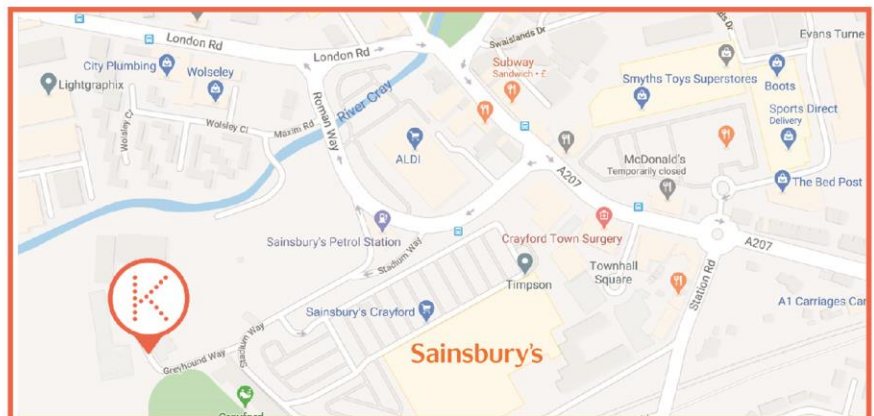 London Rd
London Rd
Swaislands Dr
Evans Turne
City Plumbing
Wolseley
Subway
Sandwich • £
Lightgraphix
Smyths Toys Superstores
Boots
Roman Way
River Cray
Sports Direct
Delivery
Wolsley Cl
Maxim Rd
Wolsley Cl
ALDI
McDonald's
Temporarily closed
A207
The Bed Post
Sainsbury's Petrol Station
Crayford Town Surgery
A207
Stadium Way
Townhall
Square
Timpson
Station Rd
K
A1 Carriages Car
Sainsbury's Crayford
Stadium Way
Sainsbury's
Greyhound Way